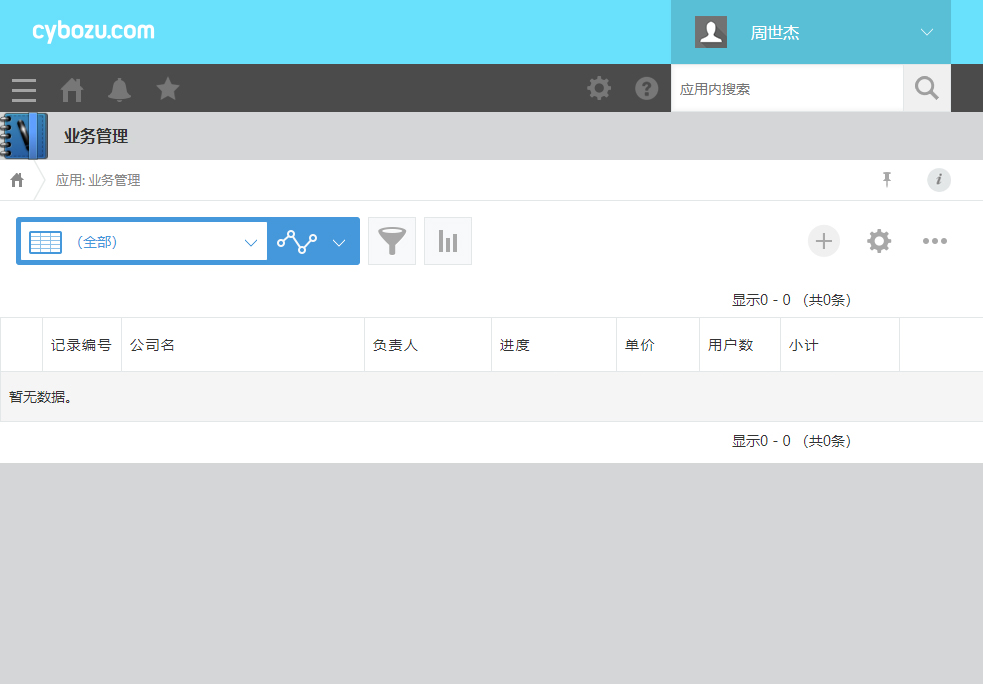 cybozu.com
周世杰
应用内搜索
业务管理
应用: 业务管理
（全部）
显示0 - 0 （共0条）
记录编号 公司名 负责人 进度 单价 用户数 小计
暂无数据。
显示0 - 0 （共0条）